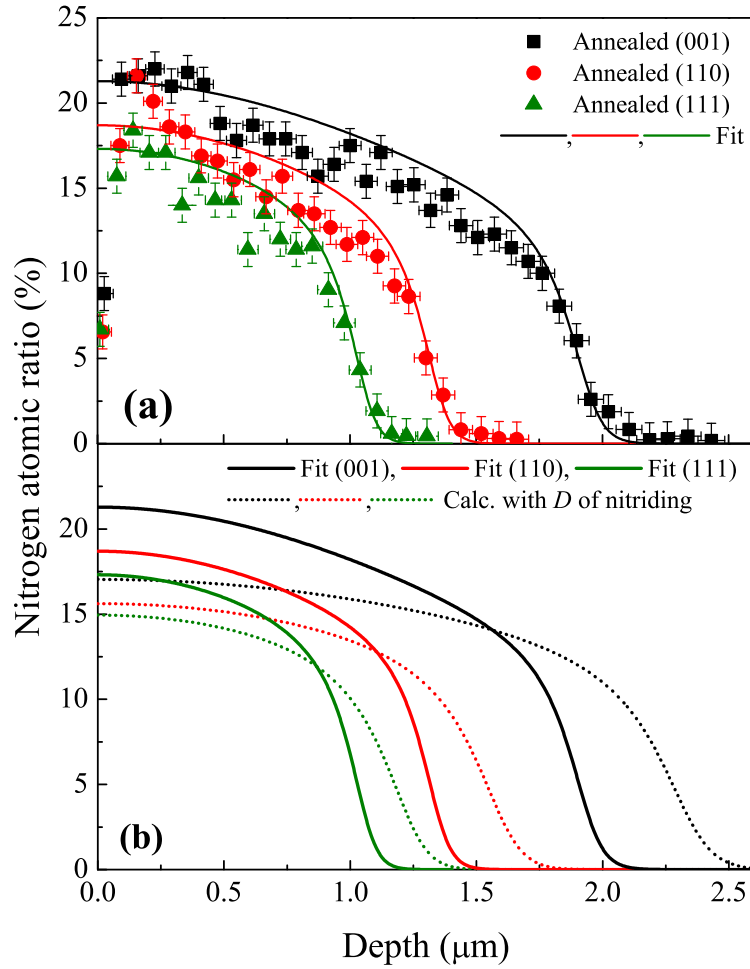 25
20
15
10
5
0
Annealed (001)
Annealed (110)
Annealed (111)
, , Fit
(a)
Nitrogen atomic ratio (%)
Fit (001), Fit (110), Fit (111)
, , Calc. with D of nitriding
20
15
10
5
0
(b)
0.0 0.5 1.0 1.5 2.0 2.5
Depth (μm)